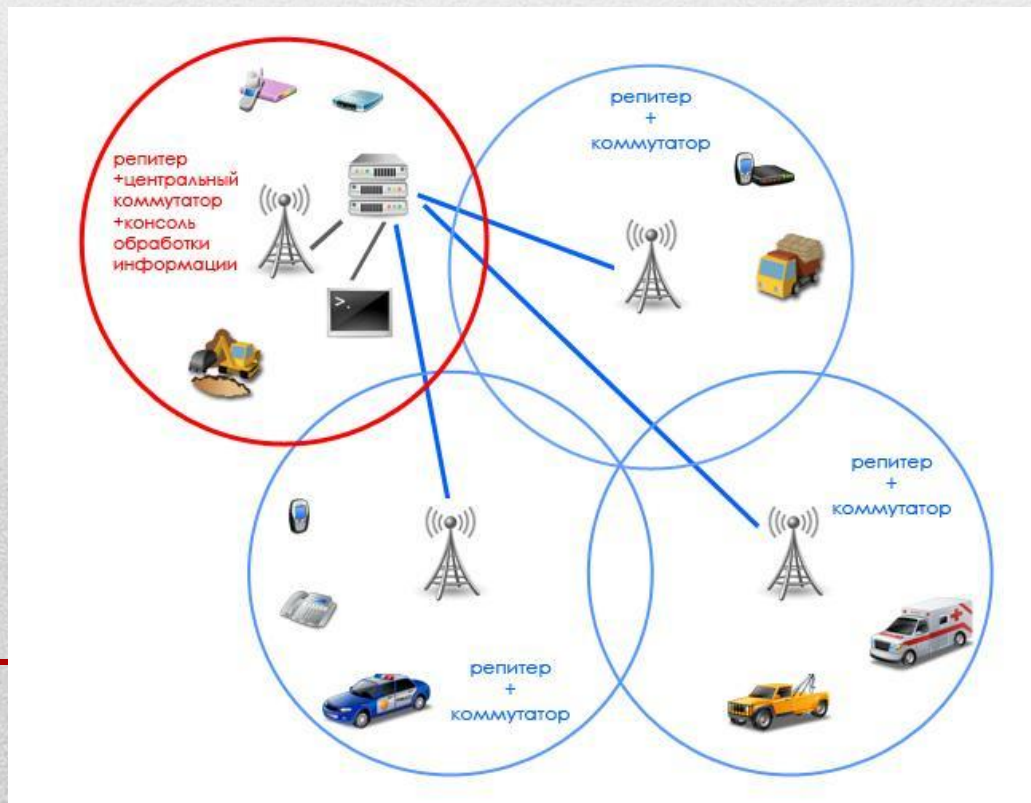 репитер
+центральный
коммутатор
+консоль
обработки
информации
>.
репитер
+
коммутатор
репитер
+
коммутатор
репитер
+
коммутатор